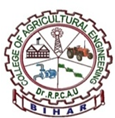 COLLEGE OF AGRICULTURAL ENGINEERING
Dr.R.P.C.A.U
BIHAR